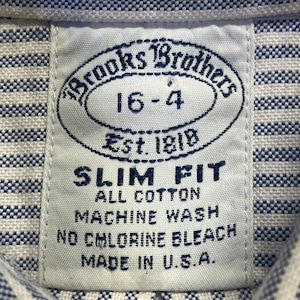 Brooks Brothers
16-4
Est. 1818
SLIM FIT
ALL COTTON
MACHINE WASH
NO CHLORINE BLEACH
MADE IN U.S.A.